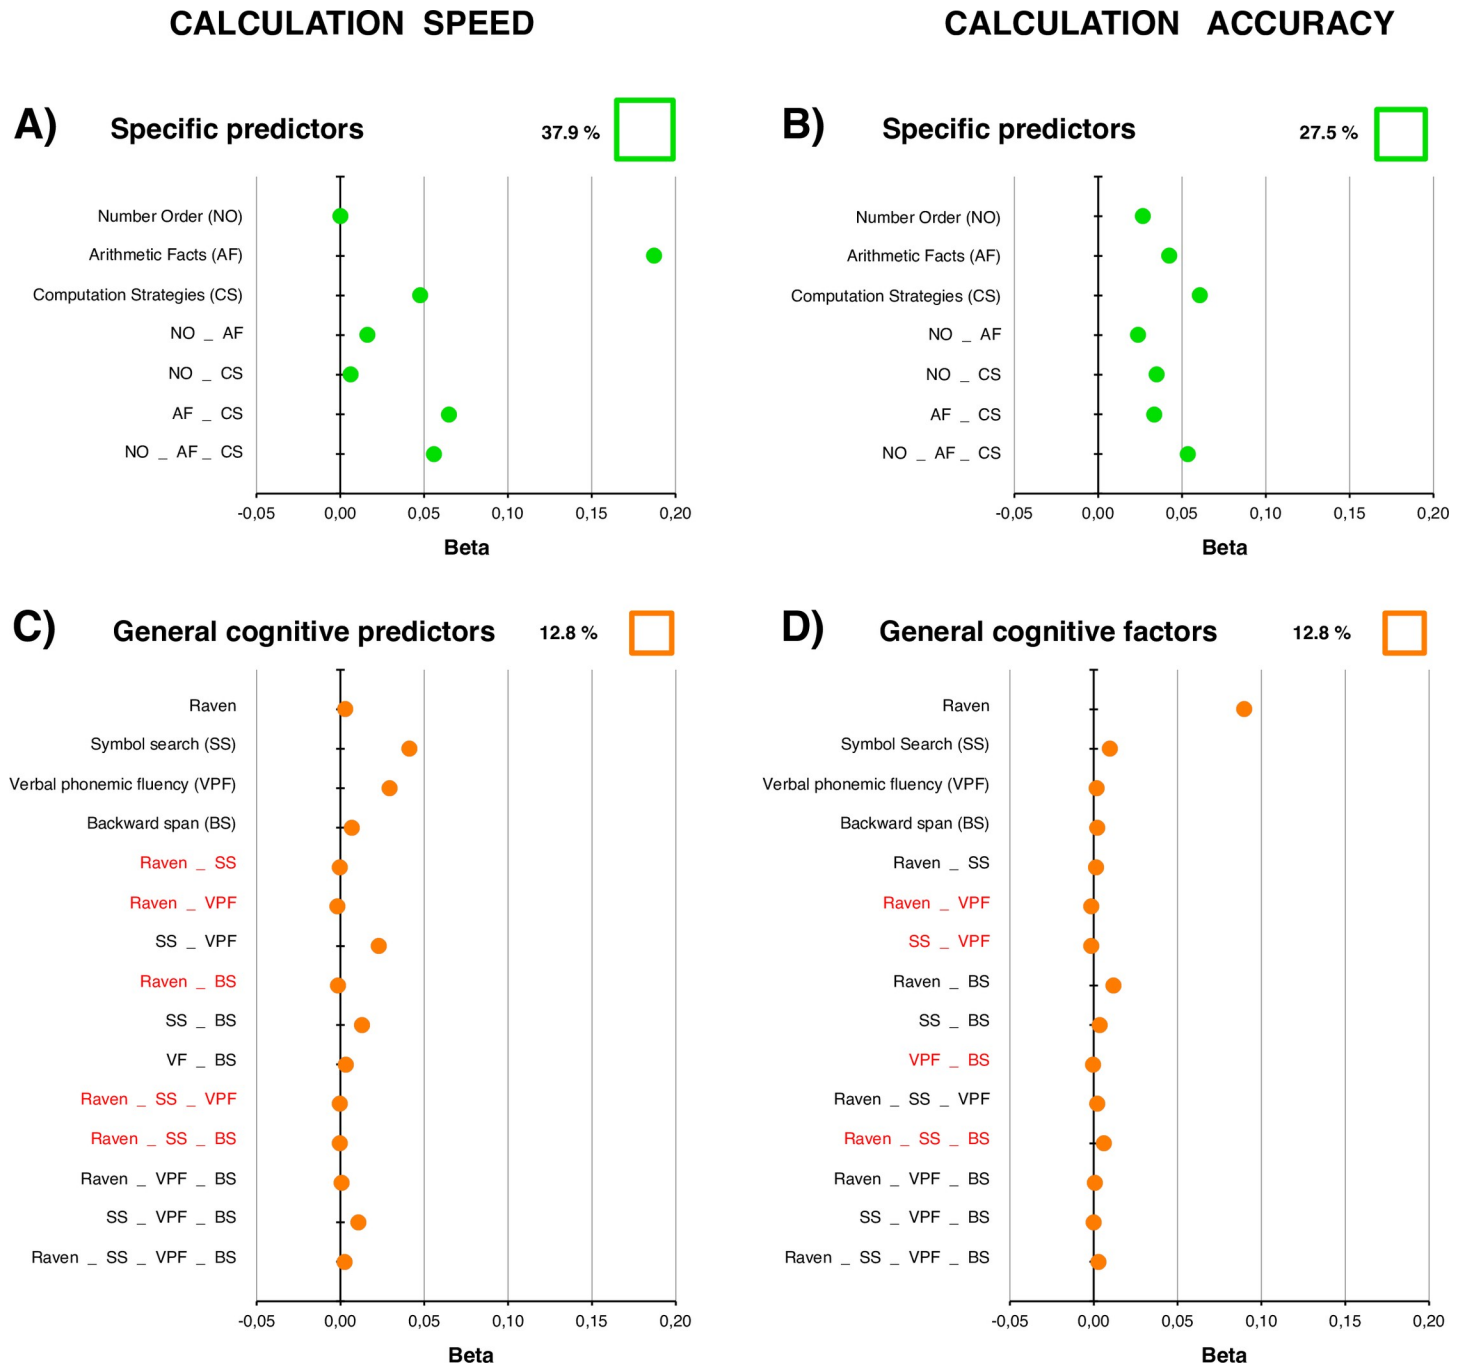 CALCULATION SPEED
CALCULATION ACCURACY
A) Specific predictors 37.9 %
Number Order (NO)
Arithmetic Facts (AF)
Computation Strategies (CS)
NO _ AF
NO _ CS
AF _ CS
NO _ AF _ CS
-0,05 0,00 0,05 0,10 0,15 0,20
Beta
B) Specific predictors 27.5 %
Number Order (NO)
Arithmetic Facts (AF)
Computation Strategies (CS)
NO _ AF
NO _ CS
AF _ CS
NO _ AF _ CS
-0,05 0,00 0,05 0,10 0,15 0,20
Beta
C) General cognitive predictors 12.8 %
Raven
Symbol search (SS)
Verbal phonemic fluency (VPF)
Backward span (BS)
Raven _ SS
Raven _ VPF
SS _ VPF
Raven _ BS
SS _ BS
VF _ BS
Raven _ SS _ VPF
Raven _ SS _ BS
Raven _ VPF _ BS
SS _ VPF _ BS
Raven _ SS _ VPF _ BS
-0,05 0,00 0,05 0,10 0,15 0,20
Beta
D) General cognitive factors 12.8 %
Raven
Symbol Search (SS)
Verbal phonemic fluency (VPF)
Backward span (BS)
Raven _ SS
Raven _ VPF
SS _ VPF
Raven _ BS
SS _ BS
VPF _ BS
Raven _ SS _ VPF
Raven _ SS _ BS
Raven _ VPF _ BS
SS _ VPF _ BS
Raven _ SS _ VPF _ BS
-0,05 0,00 0,05 0,10 0,15 0,20
Beta